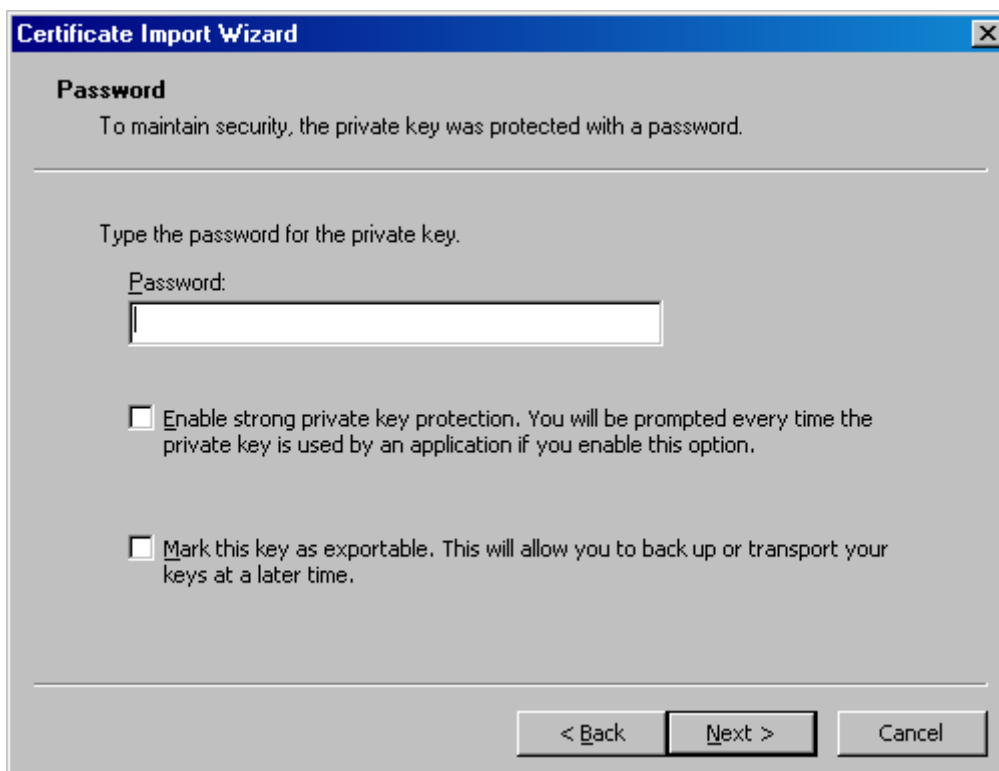 Certificate Import Wizard
Password
To maintain security, the private key was protected with a password.
Type the password for the private key.
Password:
Enable strong private key protection. You will be prompted every time the
private key is used by an application if you enable this option.
Mark this key as exportable. This will allow you to back up or transport your
keys at a later time.
< Back Next > Cancel